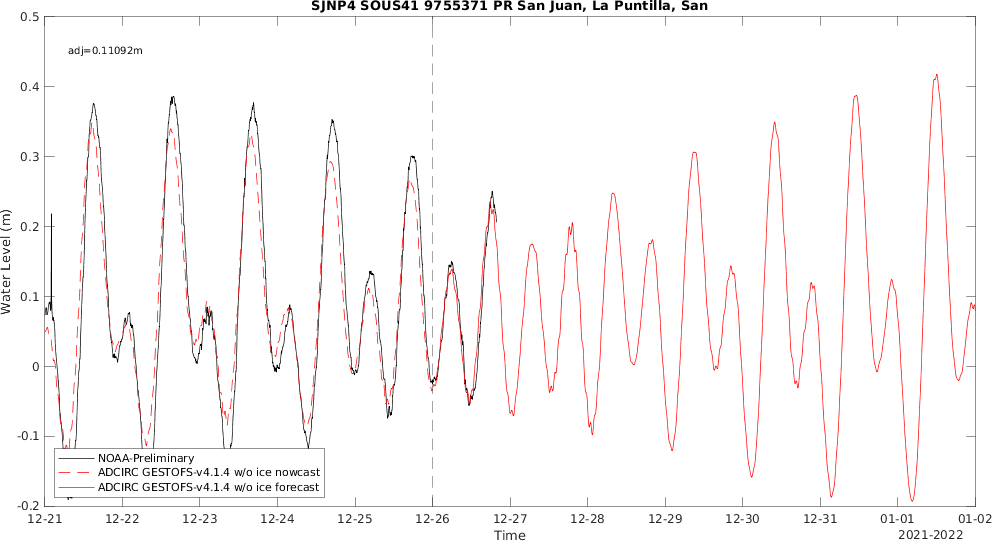 SJNP4 SOUS41 9755371 PR San Juan, La Puntilla, San
0.5
adj=0.11092m
0.4
0.3
0.2
0.1
0
-0.1
-0.2
Water Level (m)
NOAA-Preliminary
ADCIRC GESTOFS-v4.1.4 w/o ice nowcast
ADCIRC GESTOFS-v4.1.4 w/o ice forecast
12-21 12-22 12-23 12-24 12-25 12-26 12-27 12-28 12-29 12-30 12-31 01-01 01-02
Time
2021-2022